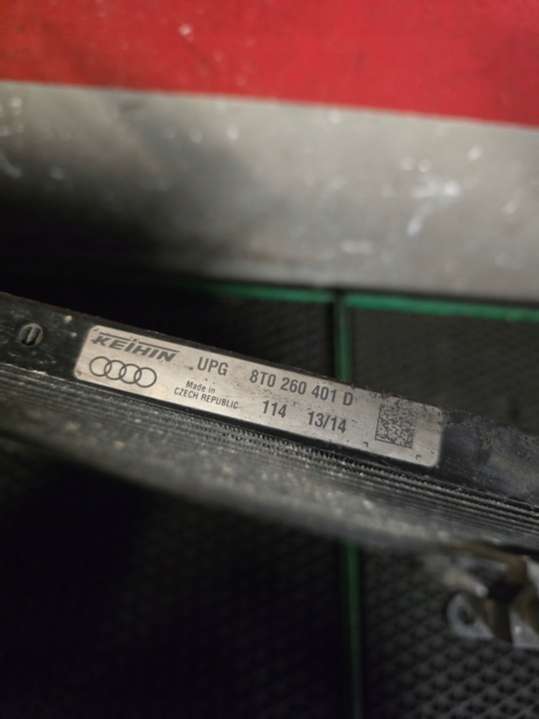 KEIHIN
UPG 8T0 260 401 D
Made in
CZECH REPUBLIC
114 13/14